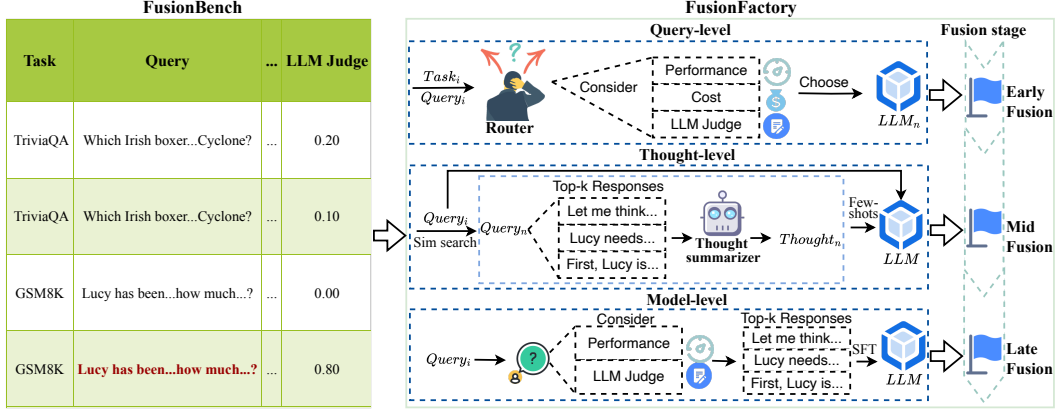 FusionBench
Task Query ... LLM Judge
TriviaQA Which Irish boxer...Cyclone? ... 0.20
TriviaQA Which Irish boxer...Cyclone? ... 0.10
GSM8K Lucy has been...how much...? ... 0.00
GSM8K Lucy has been...how much...? ... 0.80
FusionFactory
Query-level
Fusion stage
Task_i
Query_i
?
Router
Consider
Performance
Cost
LLM Judge
Choose
LLM_n
Early
Fusion
Thought-level
Query_i
Sim search
Query_n
Top-k Responses
Let me think...
Lucy needs...
First, Lucy is...
Thought
summarizer
Thought_n
Few-
shots
LLM
Mid
Fusion
Model-level
Query_i
?
Consider
Performance
LLM Judge
Top-k Responses
Let me think...
Lucy needs...
First, Lucy is...
SFT
LLM
Late
Fusion